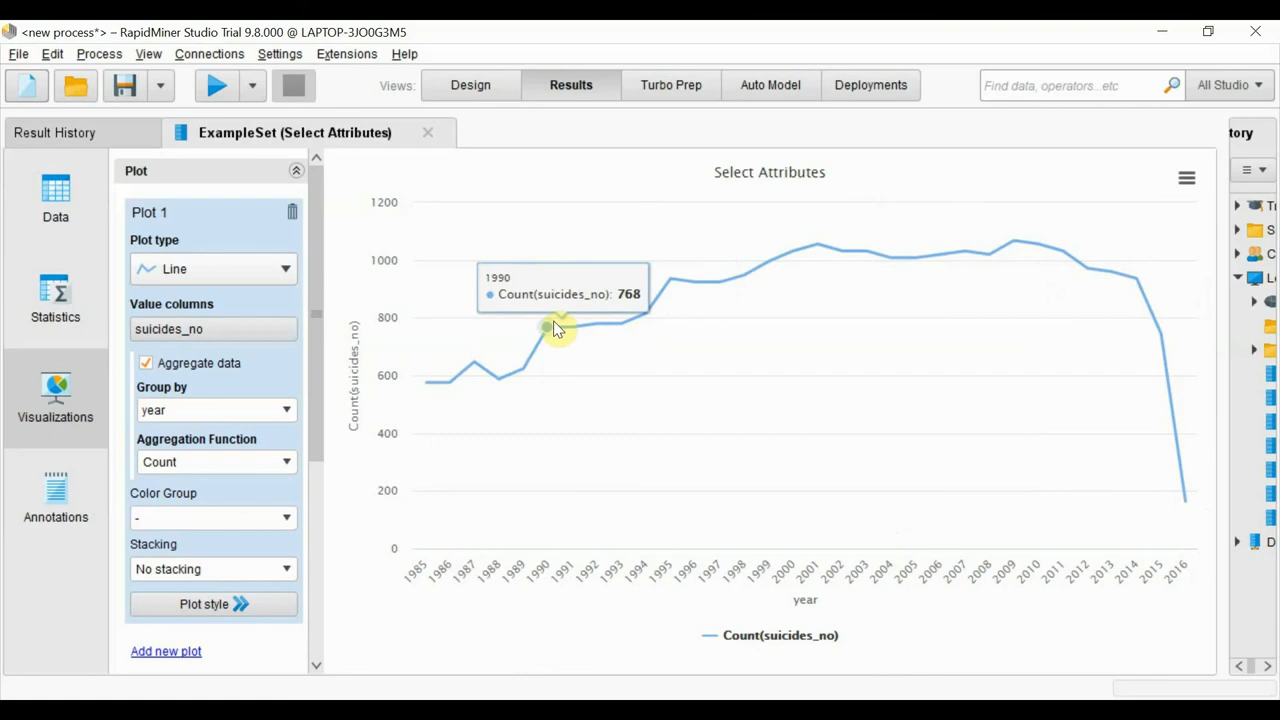 <new process*> – RapidMiner Studio Trial 9.8.000 @ LAPTOP-3JO0G3M5
File Edit Process View Connections Settings Extensions Help
Views: Design Results Turbo Prep Auto Model Deployments Find data, operators...etc All Studio
Result History ExampleSet (Select Attributes) tory
Data
Statistics
Visualizations
Annotations
Plot
Plot 1
Plot type
Line
Value columns
suicides_no
Aggregate data
Group by
year
Aggregation Function
Count
Color Group
-
Stacking
No stacking
Plot style
Add new plot
Select Attributes
1200
1000
800
600
400
200
0
Count(suicides_no)
1990
Count(suicides_no): 768
1985 1986 1987 1988 1989 1990 1991 1992 1993 1994 1995 1996 1997 1998 1999 2000 2001 2002 2003 2004 2005 2006 2007 2008 2009 2010 2011 2012 2013 2014 2015 2016
year
Count(suicides_no)
S
C
D